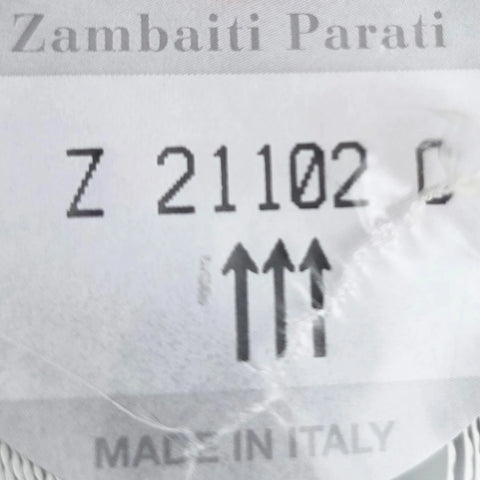 Zambaiti Parati
Z 21102
MADE IN ITALY